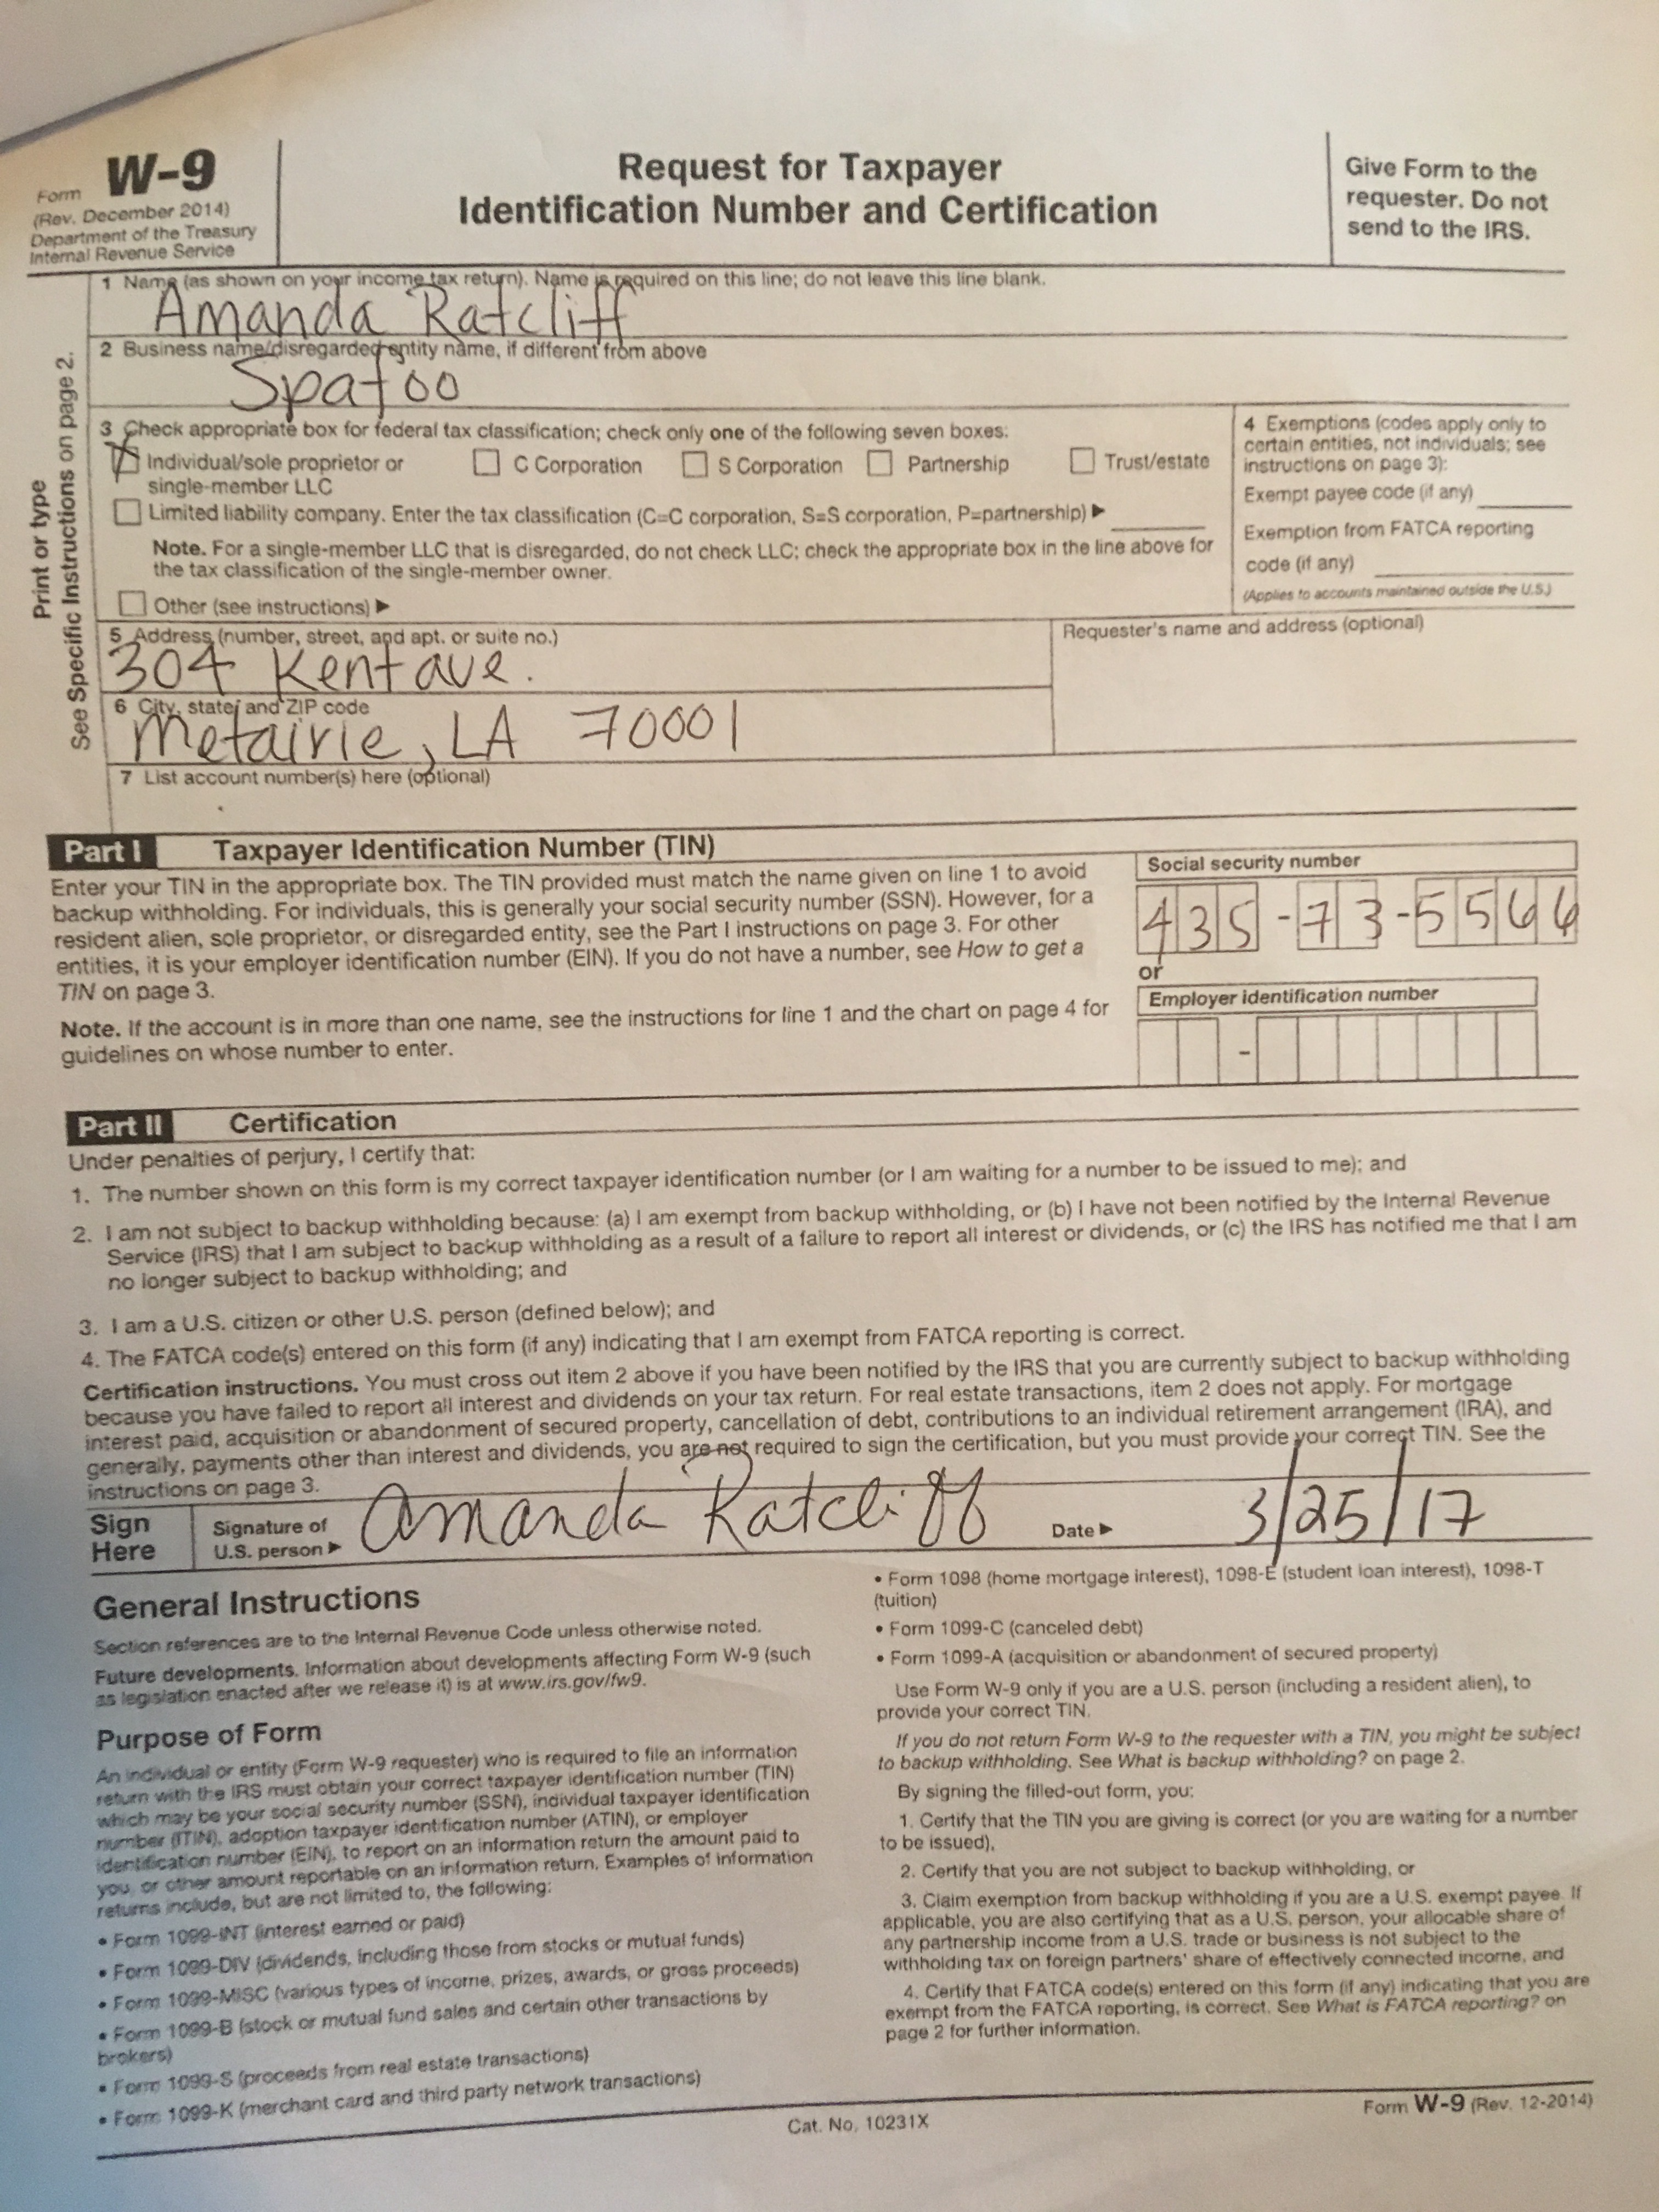 Form W-9
(Rev. December 2014)
Department of the Treasury
Internal Revenue Service
Request for Taxpayer
Identification Number and Certification
Give Form to the
requester. Do not
send to the IRS.
Print or type
See Specific Instructions on page 2.
1 Name (as shown on your income tax return). Name is required on this line; do not leave this line blank.
Amanda Ratcliff
2 Business name/disregarded entity name, if different from above
Spatoo
3 Check appropriate box for federal tax classification; check only one of the following seven boxes:
Individual/sole proprietor or
single-member LLC
C Corporation
S Corporation
Partnership
Trust/estate
Limited liability company. Enter the tax classification (C=C corporation, S=S corporation, P=partnership) ▶
Note. For a single-member LLC that is disregarded, do not check LLC; check the appropriate box in the line above for
the tax classification of the single-member owner.
Other (see instructions) ▶
4 Exemptions (codes apply only to
certain entities, not individuals; see
instructions on page 3):
Exempt payee code (if any)
Exemption from FATCA reporting
code (if any)
(Applies to accounts maintained outside the U.S.)
5 Address (number, street, and apt. or suite no.)
304 Kent ave.
Requester's name and address (optional)
6 City, state, and ZIP code
Metairie, LA 70001
7 List account number(s) here (optional)
Part I Taxpayer Identification Number (TIN)
Enter your TIN in the appropriate box. The TIN provided must match the name given on line 1 to avoid
backup withholding. For individuals, this is generally your social security number (SSN). However, for a
resident alien, sole proprietor, or disregarded entity, see the Part I instructions on page 3. For other
entities, it is your employer identification number (EIN). If you do not have a number, see How to get a
TIN on page 3.
Note. If the account is in more than one name, see the instructions for line 1 and the chart on page 4 for
guidelines on whose number to enter.
Social security number
435-73-5566
or
Employer identification number
-
Part II Certification
Under penalties of perjury, I certify that:
1. The number shown on this form is my correct taxpayer identification number (or I am waiting for a number to be issued to me); and
2. I am not subject to backup withholding because: (a) I am exempt from backup withholding, or (b) I have not been notified by the Internal Revenue
Service (IRS) that I am subject to backup withholding as a result of a failure to report all interest or dividends, or (c) the IRS has notified me that I am
no longer subject to backup withholding; and
3. I am a U.S. citizen or other U.S. person (defined below); and
4. The FATCA code(s) entered on this form (if any) indicating that I am exempt from FATCA reporting is correct.
Certification instructions. You must cross out item 2 above if you have been notified by the IRS that you are currently subject to backup withholding
because you have failed to report all interest and dividends on your tax return. For real estate transactions, item 2 does not apply. For mortgage
interest paid, acquisition or abandonment of secured property, cancellation of debt, contributions to an individual retirement arrangement (IRA), and
generally, payments other than interest and dividends, you are not required to sign the certification, but you must provide your correct TIN. See the
instructions on page 3.
Sign
Here
Signature of
U.S. person ▶
Amanda Ratcliff
Date ▶
3/25/17
General Instructions
Section references are to the Internal Revenue Code unless otherwise noted.
Future developments. Information about developments affecting Form W-9 (such
as legislation enacted after we release it) is at www.irs.gov/fw9.
Purpose of Form
An individual or entity (Form W-9 requester) who is required to file an information
return with the IRS must obtain your correct taxpayer identification number (TIN)
which may be your social security number (SSN), individual taxpayer identification
number (ITIN), adoption taxpayer identification number (ATIN), or employer
identification number (EIN), to report on an information return the amount paid to
you, or other amount reportable on an information return. Examples of information
returns include, but are not limited to, the following:
• Form 1099-INT (interest earned or paid)
• Form 1099-DIV (dividends, including those from stocks or mutual funds)
• Form 1099-MISC (various types of income, prizes, awards, or gross proceeds)
• Form 1099-B (stock or mutual fund sales and certain other transactions by
brokers)
• Form 1099-S (proceeds from real estate transactions)
• Form 1099-K (merchant card and third party network transactions)
• Form 1098 (home mortgage interest), 1098-E (student loan interest), 1098-T
(tuition)
• Form 1099-C (canceled debt)
• Form 1099-A (acquisition or abandonment of secured property)
Use Form W-9 only if you are a U.S. person (including a resident alien), to
provide your correct TIN.
If you do not return Form W-9 to the requester with a TIN, you might be subject
to backup withholding. See What is backup withholding? on page 2.
By signing the filled-out form, you:
1. Certify that the TIN you are giving is correct (or you are waiting for a number
to be issued),
2. Certify that you are not subject to backup withholding, or
3. Claim exemption from backup withholding if you are a U.S. exempt payee. If
applicable, you are also certifying that as a U.S. person, your allocable share of
any partnership income from a U.S. trade or business is not subject to the
withholding tax on foreign partners' share of effectively connected income, and
4. Certify that FATCA code(s) entered on this form (if any) indicating that you are
exempt from the FATCA reporting, is correct. See What is FATCA reporting? on
page 2 for further information.
Cat. No. 10231X
Form W-9 (Rev. 12-2014)